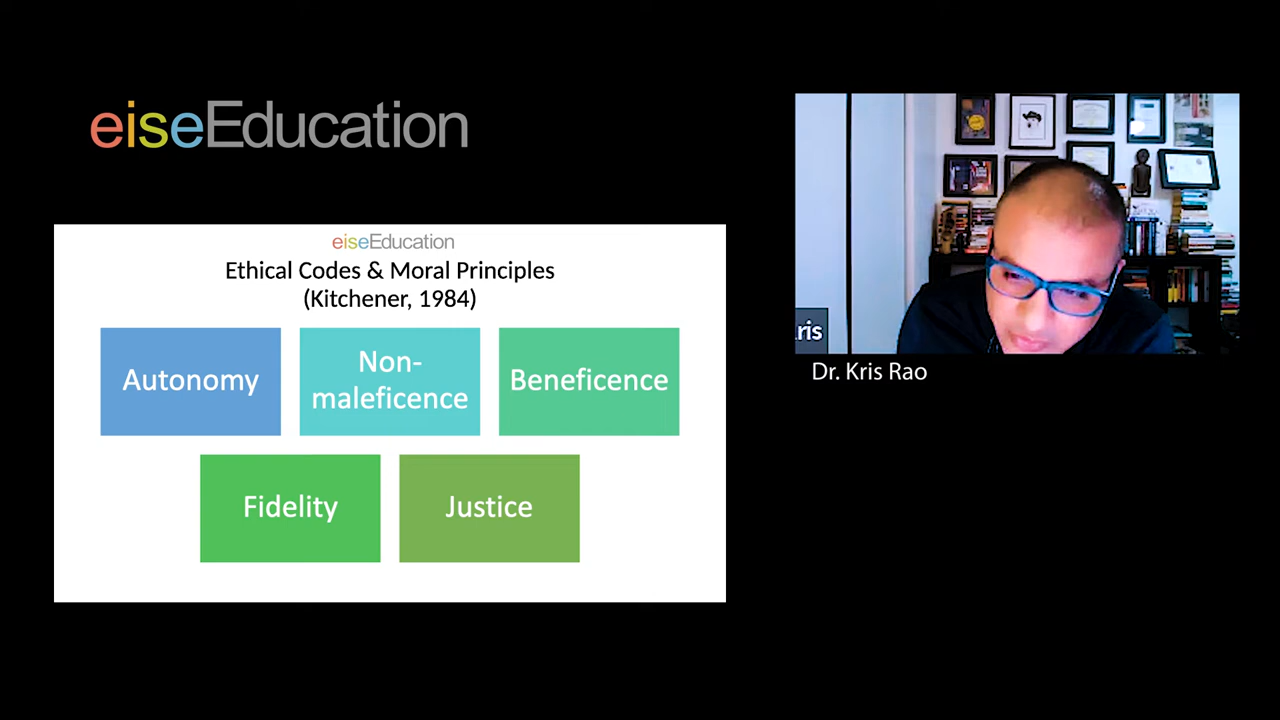 eiseEducation
eiseEducation
Ethical Codes & Moral Principles
(Kitchener, 1984)
Autonomy
Non-
maleficence
Beneficence
Fidelity
Justice
ris
Dr. Kris Rao